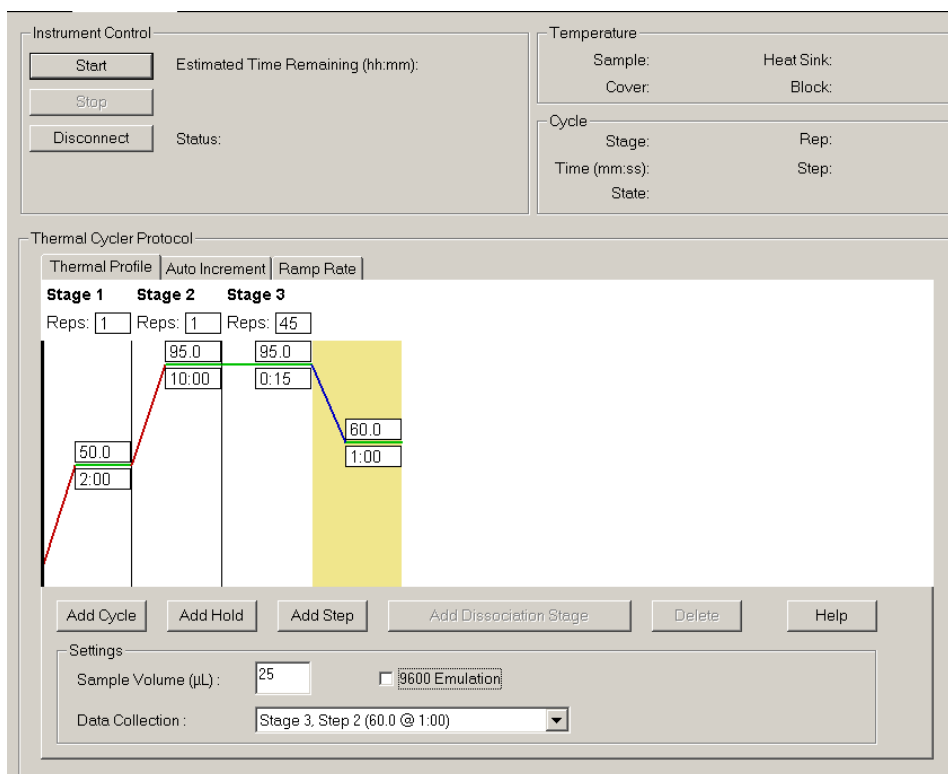 Instrument Control
Start
Estimated Time Remaining (hh:mm):
Stop
Disconnect
Status:
Temperature
Sample:
Heat Sink:
Cover:
Block:
Cycle
Stage:
Rep:
Time (mm:ss):
Step:
State:
Thermal Cycler Protocol
Thermal Profile
Auto Increment
Ramp Rate
Stage 1
Stage 2
Stage 3
Reps: 1
Reps: 1
Reps: 45
95.0
95.0
10:00
0:15
60.0
1:00
50.0
2:00
Add Cycle
Add Hold
Add Step
Add Dissociation Stage
Delete
Help
Settings
Sample Volume (µL) :
25
9600 Emulation
Data Collection :
Stage 3, Step 2 (60.0 @ 1:00)